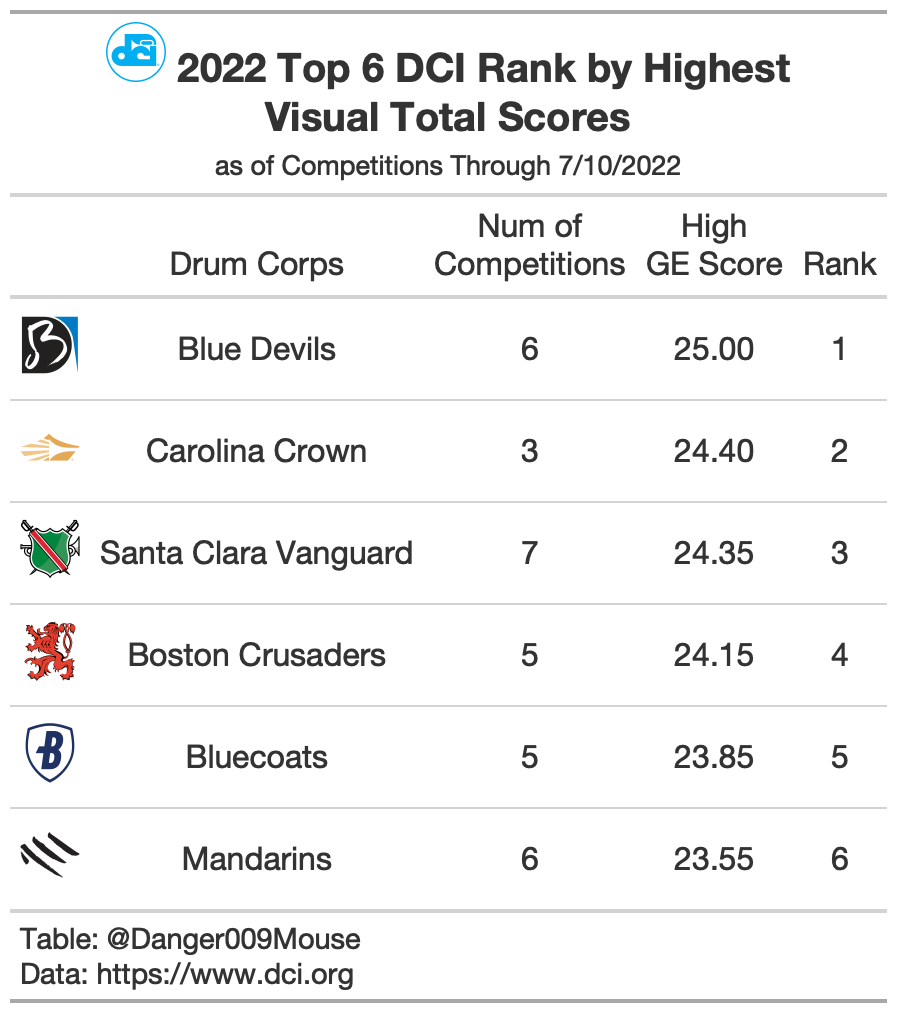 dci
2022 Top 6 DCI Rank by Highest
Visual Total Scores
as of Competitions Through 7/10/2022
Drum Corps Num of Competitions High GE Score Rank
B Blue Devils 6 25.00 1
Carolina Crown 3 24.40 2
Santa Clara Vanguard 7 24.35 3
Boston Crusaders 5 24.15 4
B Bluecoats 5 23.85 5
Mandarins 6 23.55 6
Table: @Danger009Mouse
Data: https://www.dci.org